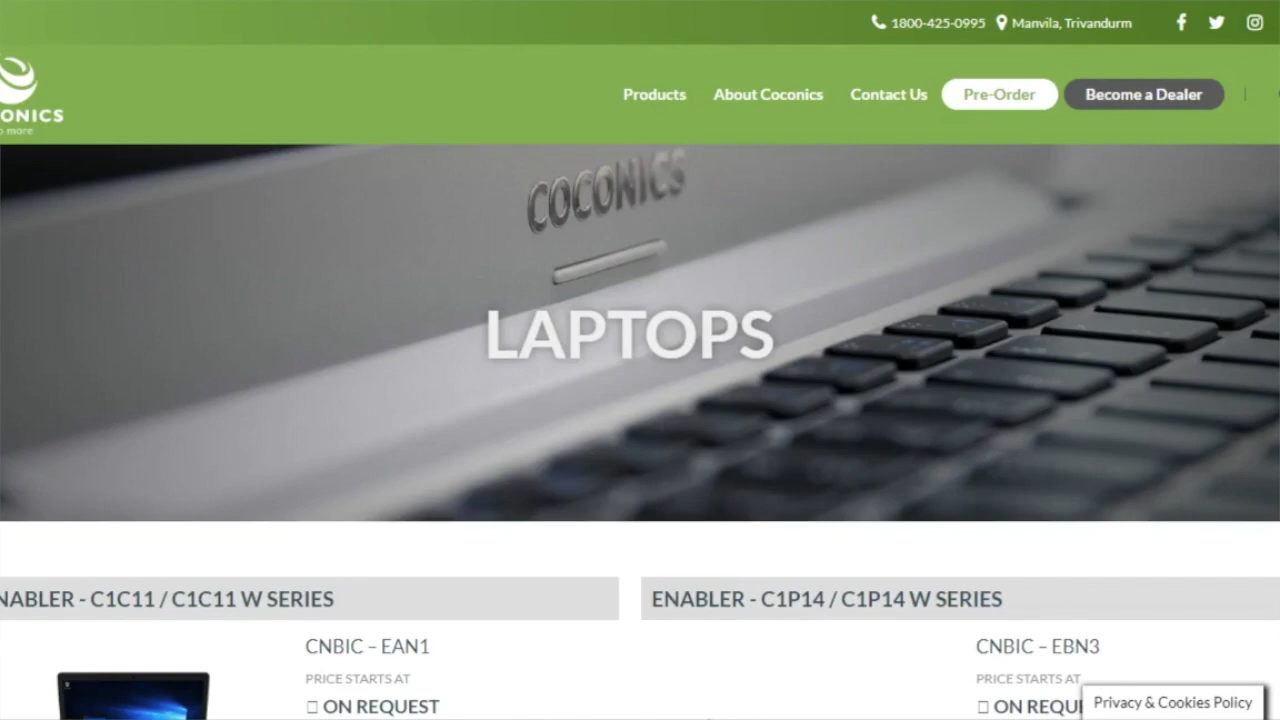 1800-425-0995 Manvila, Trivandurm
ONICS
more
Products About Coconics Contact Us Pre-Order Become a Dealer
COCONICS
LAPTOPS
NABLER - C1C11 / C1C11 W SERIES
ENABLER - C1P14 / C1P14 W SERIES
CNBIC – EAN1
PRICE STARTS AT
ON REQUEST
CNBIC – EBN3
PRICE STARTS AT
ON REQUE
Privacy & Cookies Policy